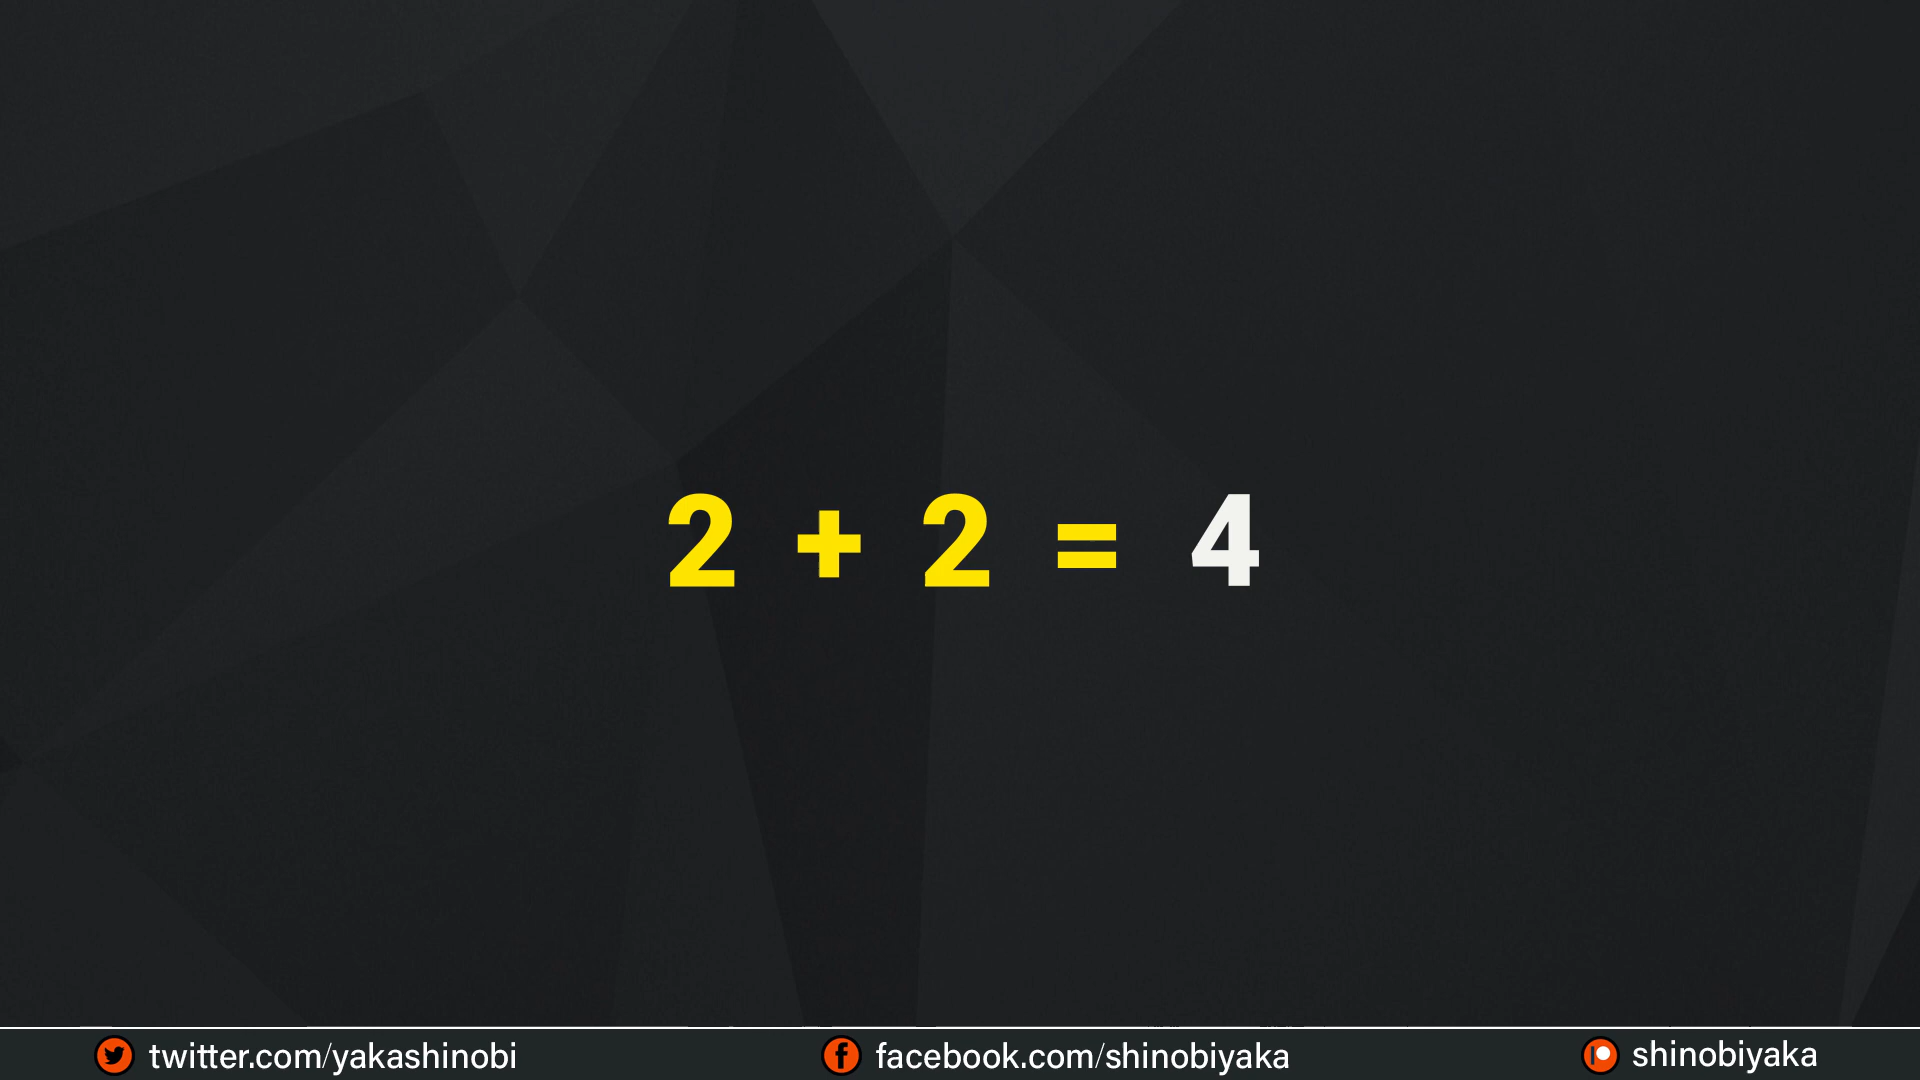 2 + 2 = 4
twitter.com/yakashinobi
facebook.com/shinobiyaka
shinobiyaka